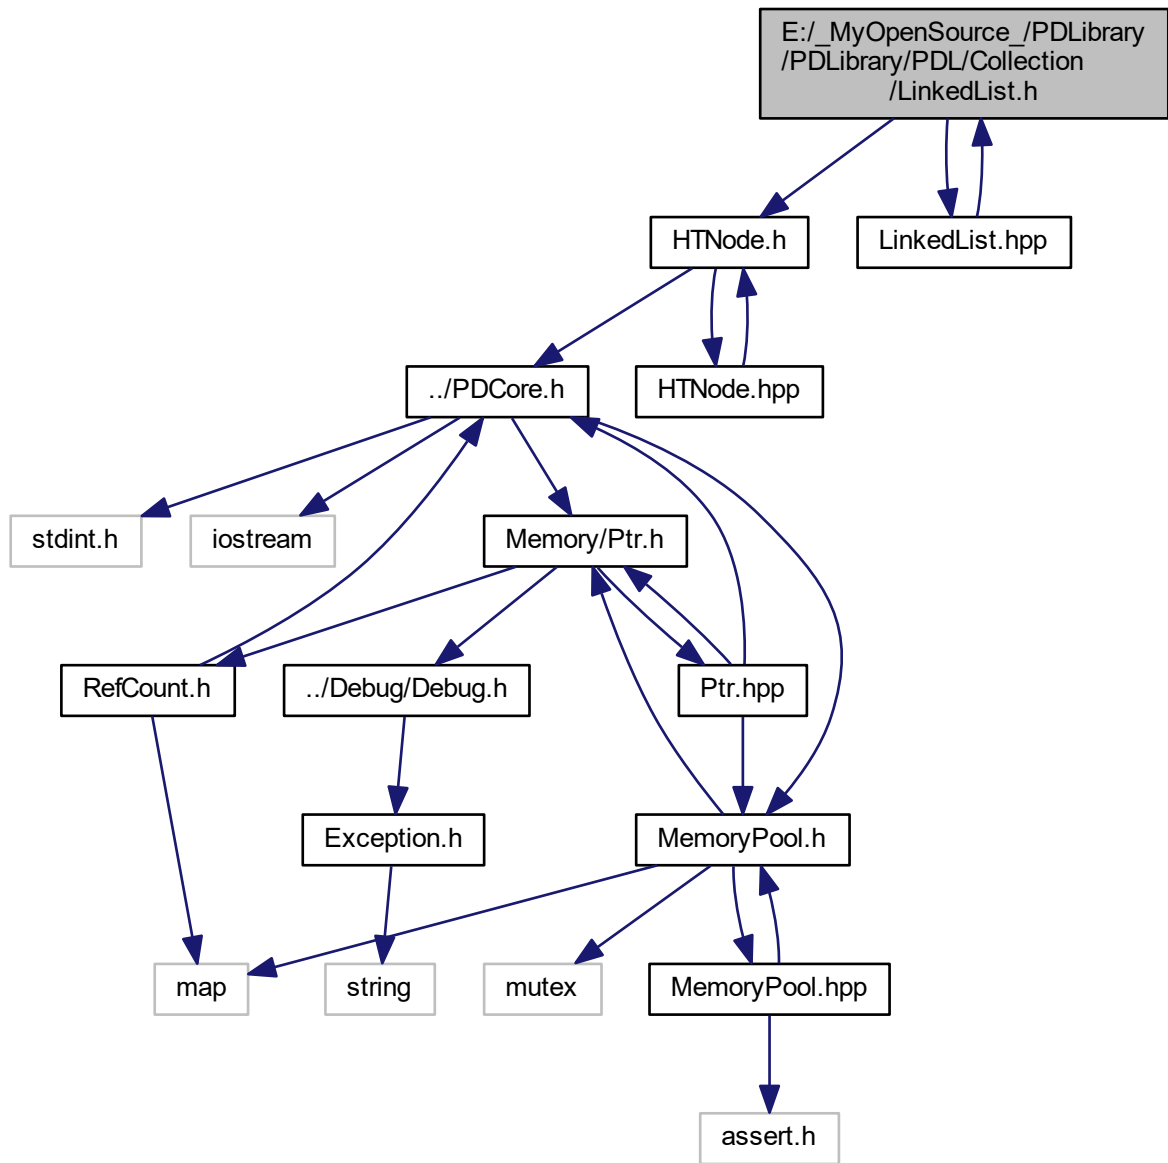 E:/_MyOpenSource_/PDLibrary
/PDLibrary/PDL/Collection
/LinkedList.h
HTNode.h
LinkedList.hpp
../PDCore.h
HTNode.hpp
stdint.h
iostream
Memory/Ptr.h
RefCount.h
../Debug/Debug.h
Ptr.hpp
Exception.h
MemoryPool.h
map
string
mutex
MemoryPool.hpp
assert.h